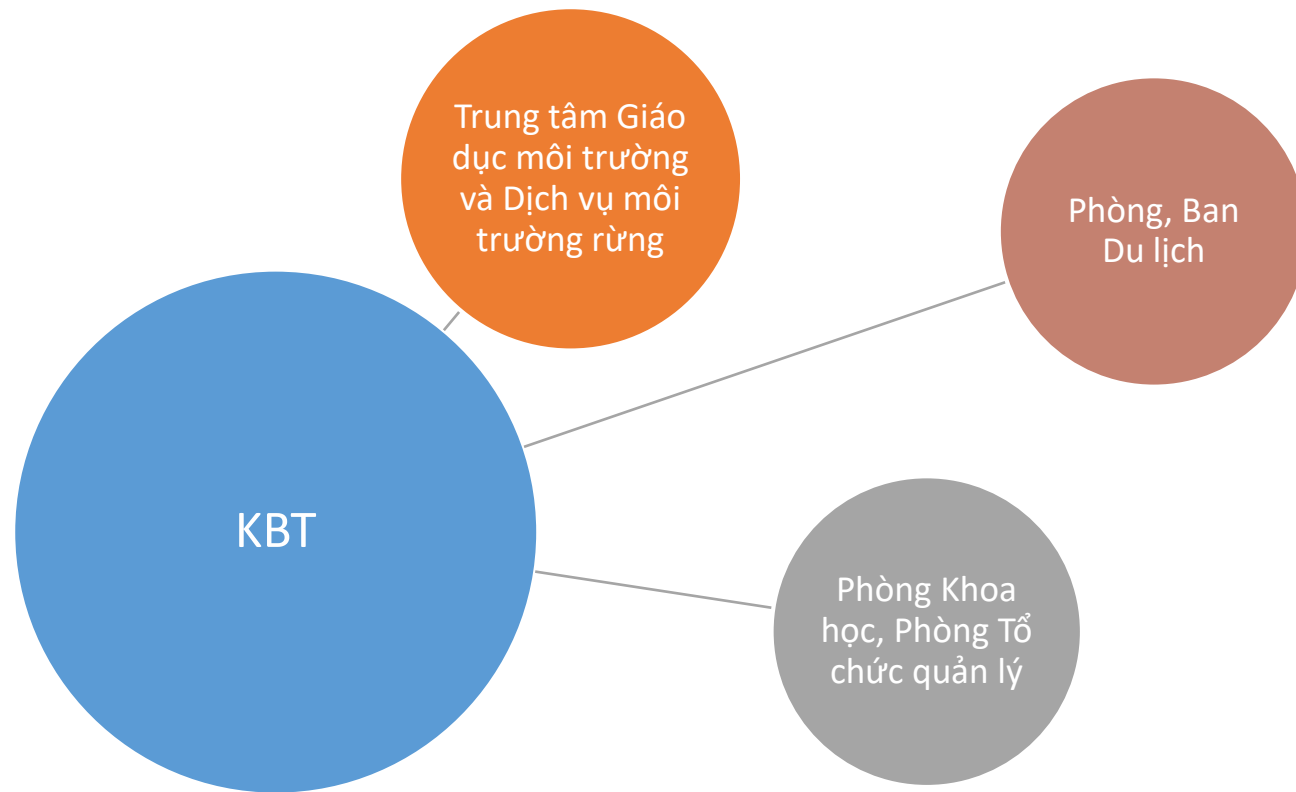 Trung tâm Giáo
dục môi trường
và Dịch vụ môi
trường rừng
Phòng, Ban
Du lịch
KBT
Phòng Khoa
học, Phòng Tổ
chức quản lý